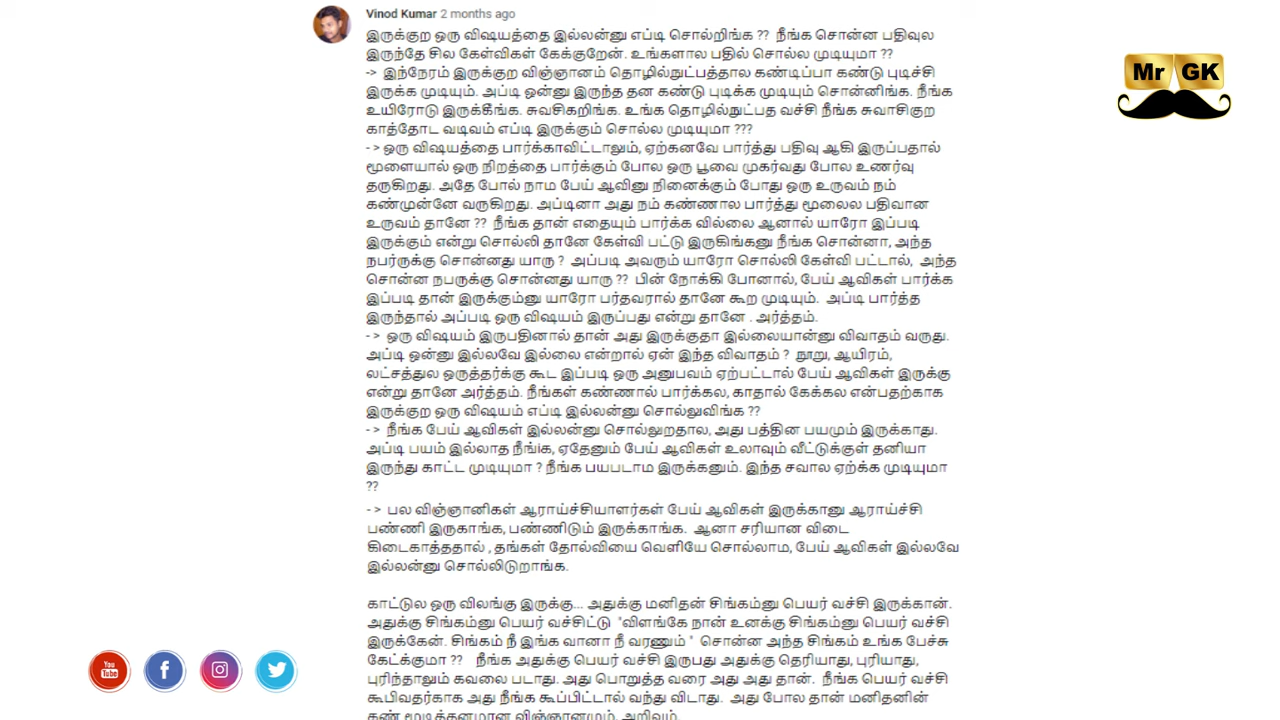 Vinod Kumar 2 months ago
இருக்குற ஒரு விஷயத்தை இல்லன்னு எப்டி சொல்றிங்க ?? நீங்க சொன்ன பதிவுல
இருந்தே சில கேள்விகள் கேக்குறேன். உங்களால பதில் சொல்ல முடியுமா ??
-> இந்நேரம் இருக்குற விஞ்ஞானம் தொழில்நுட்பத்தால கண்டிப்பா கண்டு புடிச்சி
இருக்க முடியும். அப்டி ஒன்னு இருந்த தன கண்டு புடிக்க முடியும் சொன்னிங்க. நீங்க
உயிரோடு இருக்கீங்க. சுவசிகறிங்க. உங்க தொழில்நுட்பத வச்சி நீங்க சுவாசிகுற
காத்தோட வடிவம் எப்டி இருக்கும் சொல்ல முடியுமா ???
- > ஒரு விஷயத்தை பார்க்காவிட்டாலும், ஏற்கனவே பார்த்து பதிவு ஆகி இருப்பதால்
மூளையால் ஒரு நிறத்தை பார்க்கும் போல ஒரு பூவை முகர்வது போல உணர்வு
தருகிறது. அதே போல் நாம பேய் ஆவினு நினைக்கும் போது ஒரு உருவம் நம்
கண்முன்னே வருகிறது. அப்டினா அது நம் கண்ணால பார்த்து மூலைல பதிவான
உருவம் தானே ?? நீங்க தான் எதையும் பார்க்க வில்லை ஆனால் யாரோ இப்படி
இருக்கும் என்று சொல்லி தானே கேள்வி பட்டு இருகிங்கனு நீங்க சொன்னா, அந்த
நபர்ருக்கு சொன்னது யாரு ? அப்படி அவரும் யாரோ சொல்லி கேள்வி பட்டால், அந்த
சொன்ன நபருக்கு சொன்னது யாரு ?? பின் நோக்கி போனால், பேய் ஆவிகள் பார்க்க
இப்படி தான் இருக்கும்னு யாரோ பர்தவரால் தானே கூற முடியும். அப்டி பார்த்த
இருந்தால் அப்படி ஒரு விஷயம் இருப்பது என்று தானே . அர்த்தம்.
- > ஒரு விஷயம் இருபதினால் தான் அது இருக்குதா இல்லையான்னு விவாதம் வருது.
அப்டி ஒன்னு இல்லவே இல்லை என்றால் ஏன் இந்த விவாதம் ? நூறு, ஆயிரம்,
லட்சத்துல ஒருத்தர்க்கு கூட இப்படி ஒரு அனுபவம் ஏற்பட்டால் பேய் ஆவிகள் இருக்கு
என்று தானே அர்த்தம். நீங்கள் கண்ணால் பார்க்கல, காதால் கேக்கல என்பதற்காக
இருக்குற ஒரு விஷயம் எப்டி இல்லன்னு சொல்லுவிங்க ??
- > நீங்க பேய் ஆவிகள் இல்லன்னு சொல்லுறதால, அது பத்தின பயமும் இருக்காது.
அப்டி பயம் இல்லாத நீங்க, ஏதேனும் பேய் ஆவிகள் உலாவும் வீட்டுக்குள் தனியா
இருந்து காட்ட முடியுமா ? நீங்க பயபடாம இருக்கனும். இந்த சவால ஏற்க்க முடியுமா
??
- > பல விஞ்ஞானிகள் ஆராய்ச்சியாளர்கள் பேய் ஆவிகள் இருக்கானு ஆராய்ச்சி
பண்ணி இருகாங்க, பண்ணிடும் இருக்காங்க. ஆனா சரியான விடை
கிடைகாத்ததால் , தங்கள் தோல்வியை வெளியே சொல்லாம, பேய் ஆவிகள் இல்லவே
இல்லன்னு சொல்லிடுறாங்க.
காட்டுல ஒரு விலங்கு இருக்கு... அதுக்கு மனிதன் சிங்கம்னு பெயர் வச்சி இருக்கான்.
அதுக்கு சிங்கம்னு பெயர் வச்சிட்டு "விளங்கே நான் உனக்கு சிங்கம்னு பெயர் வச்சி
இருக்கேன். சிங்கம் நீ இங்க வானா நீ வரணும் " சொன்ன அந்த சிங்கம் உங்க பேச்சு
கேட்க்குமா ?? நீங்க அதுக்கு பெயர் வச்சி இருபது அதுக்கு தெரியாது, புரியாது,
புரிந்தாலும் கவலை படாது. அது பொறுத்த வரை அது அது தான். நீங்க பெயர் வச்சி
கூபிவதர்காக அது நீங்க கூப்பிட்டால் வந்து விடாது. அது போல தான் மனிதனின்
கண் மூடித்தனமான விஞ்ஞானமும், அறிவும்.
Mr GK
You Tube